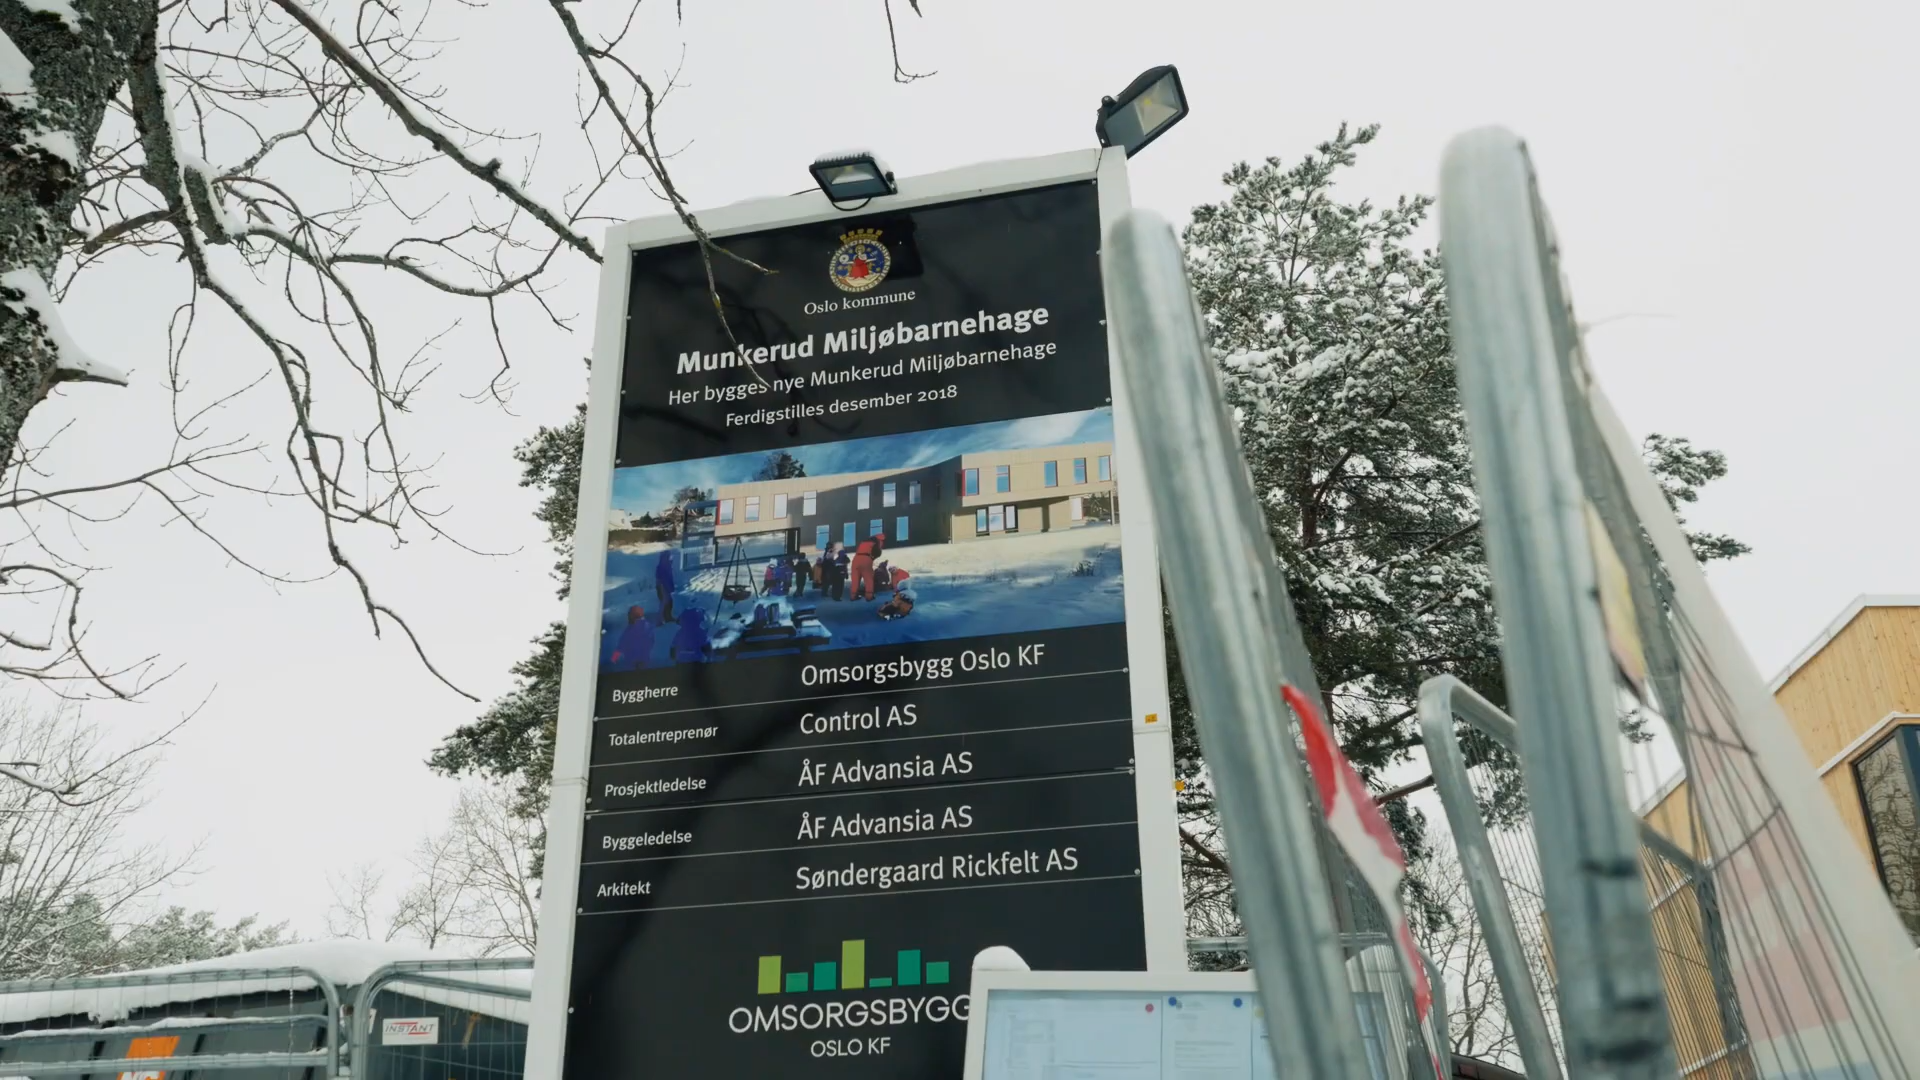 Oslo kommune
Munkerud Miljøbarnehage
Her bygges nye Munkerud Miljøbarnehage
Ferdigstilles desember 2018
Byggherre Omsorgsbygg Oslo KF
Totalentreprenør Control AS
Prosjektledelse ÅF Advansia AS
Byggeledelse ÅF Advansia AS
Arkitekt Søndergaard Rickfelt AS
OMSORGSBYGG
OSLO KF
INSTANT